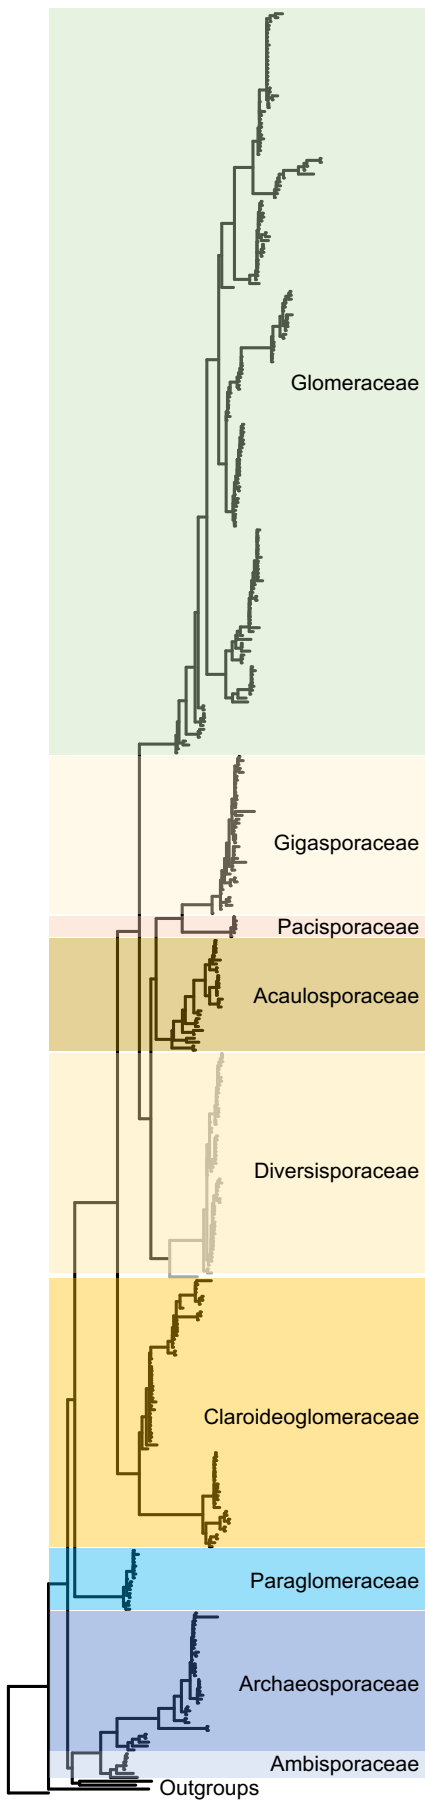 Glomeraceae
Gigasporaceae
Pacisporaceae
Acaulosporaceae
Diversisporaceae
Claroideoglomeraceae
Paraglomeraceae
Archaeosporaceae
Ambisporaceae
Outgroups